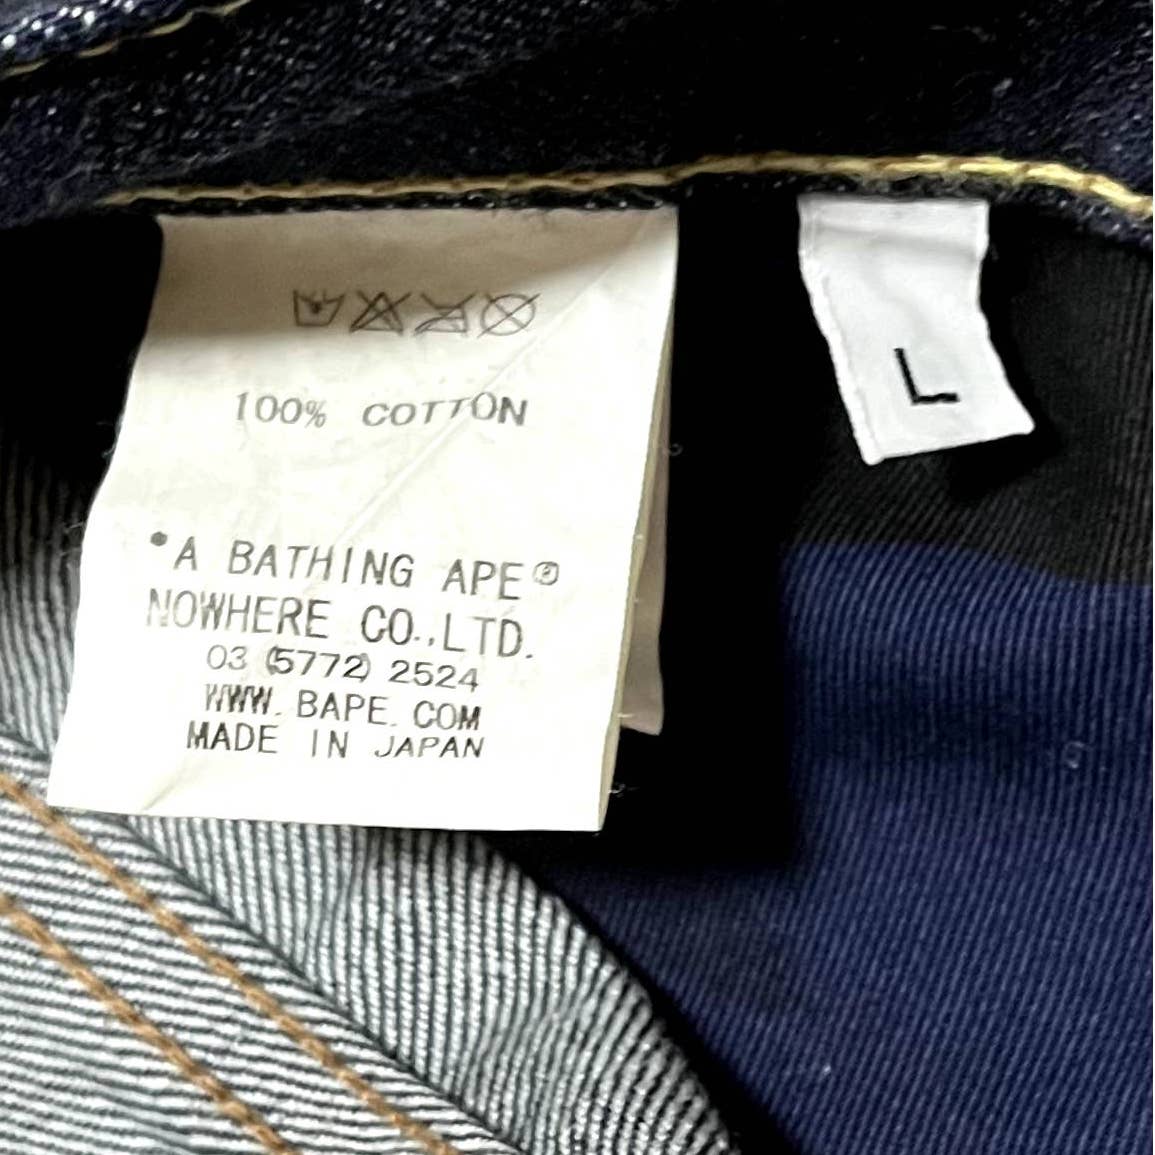 100% COTTON
*A BATHING APE®
NOWHERE CO.,LTD.
03 (5772) 2524
WWW. BAPE. COM
MADE IN JAPAN
L